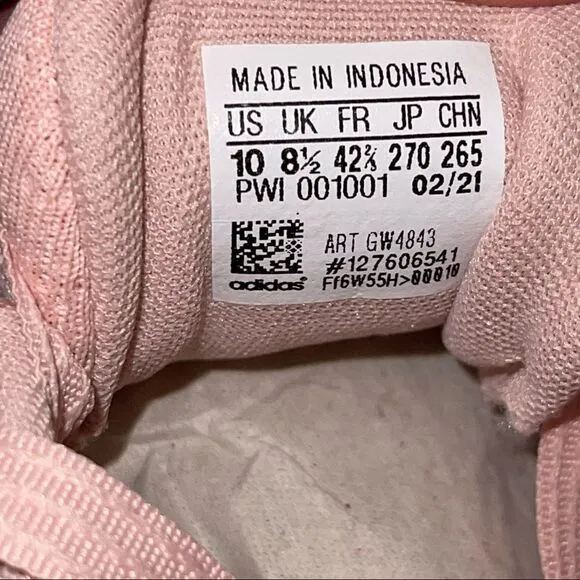 MADE IN INDONESIA
US UK FR JP CHN
10 8½ 42⅔ 270 265
PWI 001001 02/21
ART GW4843
#127606541
adidas® Ff6W55H>00010